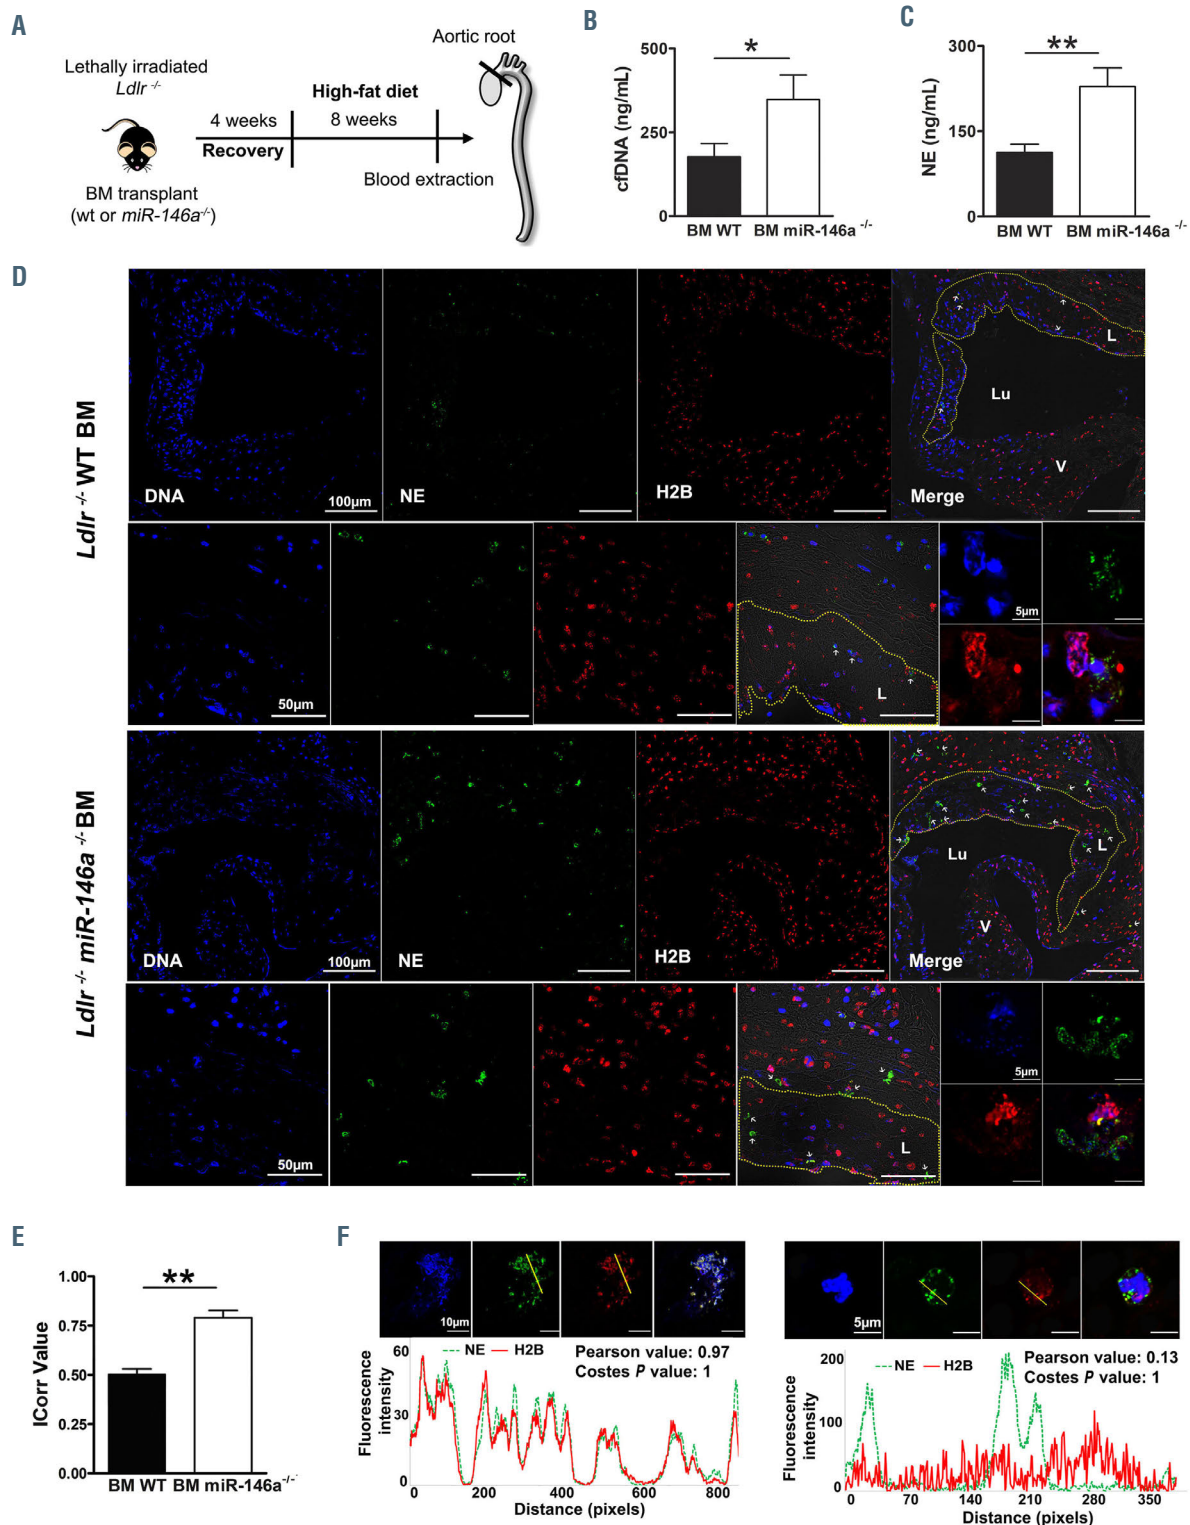 A
Lethally irradiated
Ldlr -/-
BM transplant
(wt or miR-146a-/-)
4 weeks
Recovery
High-fat diet
8 weeks
Blood extraction
Aortic root
B
cfDNA (ng/mL)
500
250
0
*
BM WT
BM miR-146a -/-
C
NE (ng/mL)
300
150
0
**
BM WT
BM miR-146a -/-
D
Ldlr -/- WT BM
DNA
100µm
NE
H2B
Merge
L
Lu
V
50µm
L
5µm
Ldlr -/- miR-146a -/- BM
DNA
100µm
NE
H2B
Merge
L
Lu
V
50µm
L
5µm
E
ICorr Value
1.00
0.75
0.50
0.25
0.00
**
BM WT
BM miR-146a-/-
F
10µm
Fluorescence
intensity
60
30
0
NE
H2B
Pearson value: 0.97
Costes P value: 1
0 200 400 600 800
Distance (pixels)
5µm
Fluorescence
intensity
200
100
0
NE
H2B
Pearson value: 0.13
Costes P value: 1
0 70 140 210 280 350
Distance (pixels)